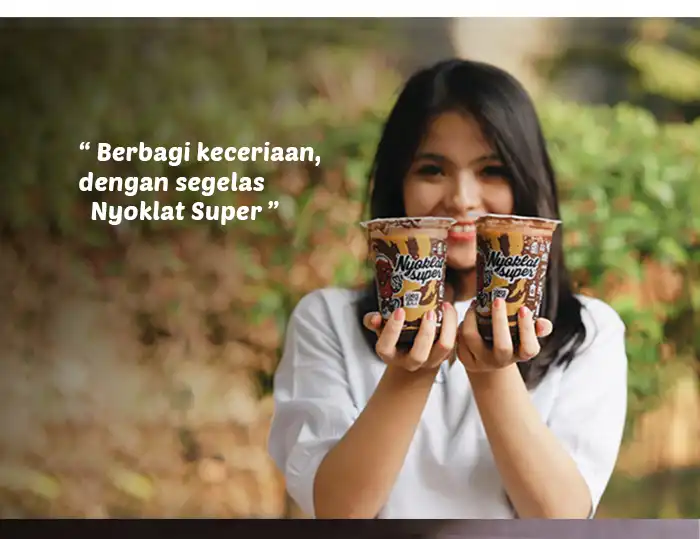 “ Berbagi keceriaan,
dengan segelas
Nyoklat Super ”
Nyoklat
super
Nyoklat
super